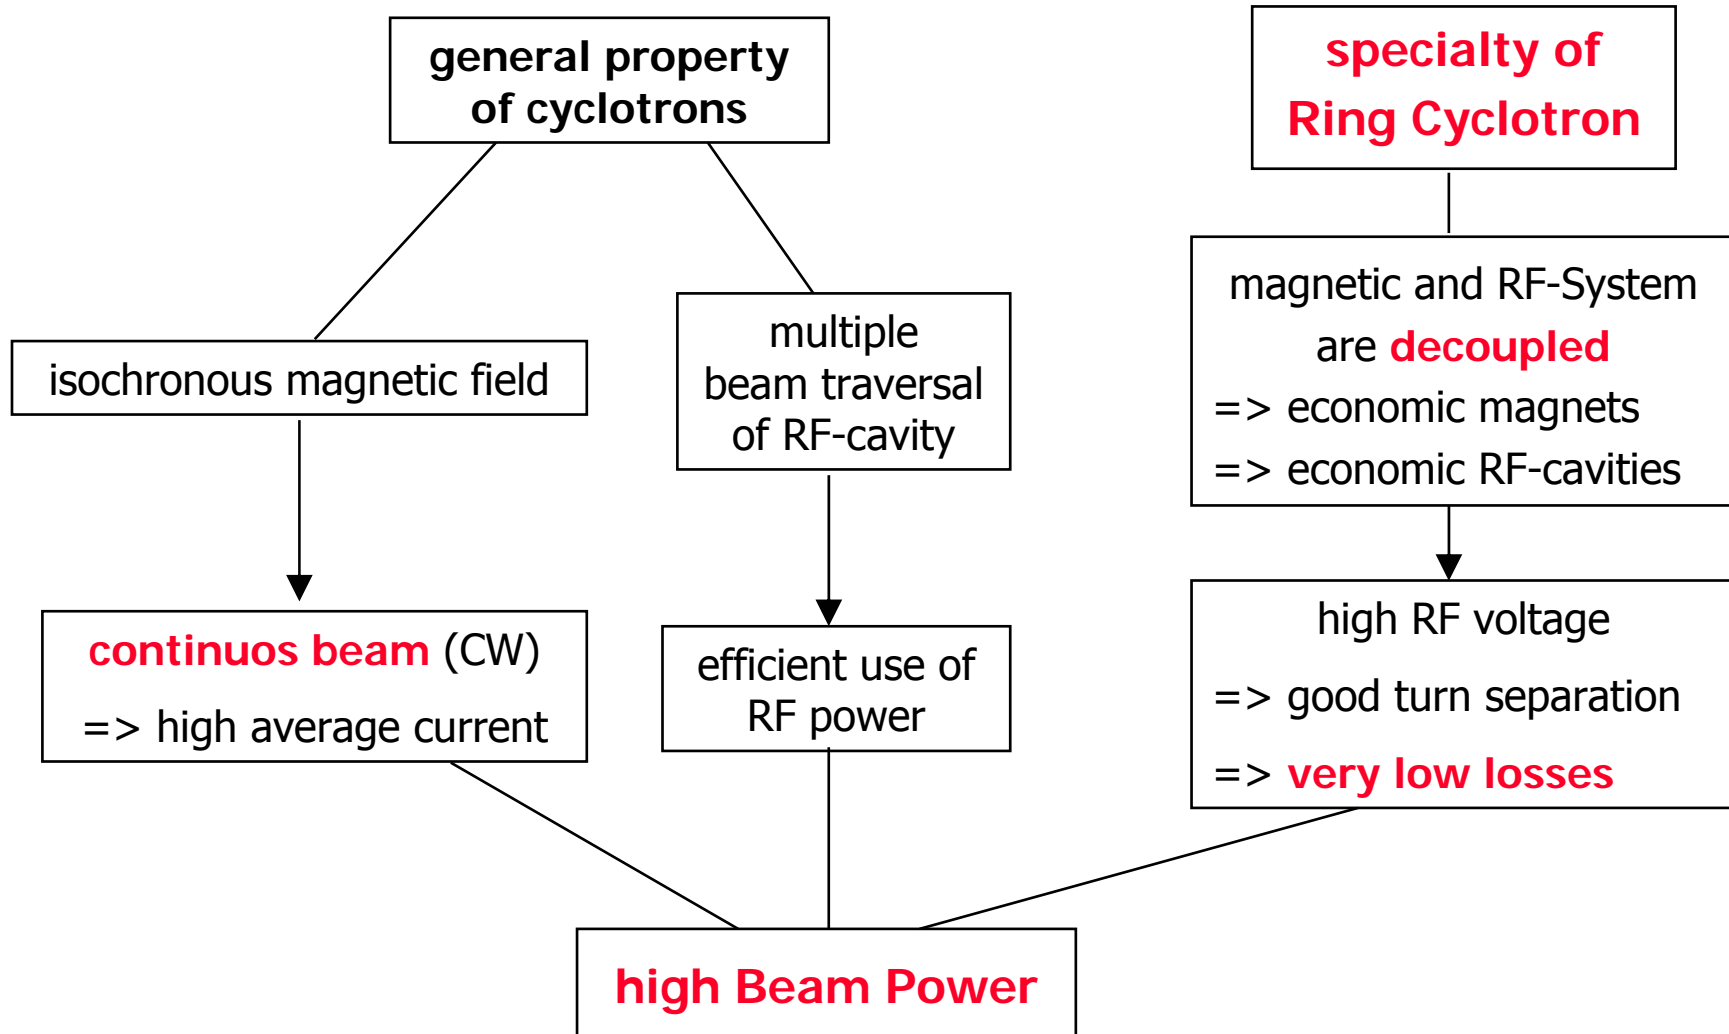 general property
of cyclotrons
specialty of
Ring Cyclotron
isochronous magnetic field
multiple
beam traversal
of RF-cavity
magnetic and RF-System
are decoupled
=> economic magnets
=> economic RF-cavities
continuos beam (CW)
=> high average current
efficient use of
RF power
high RF voltage
=> good turn separation
=> very low losses
high Beam Power